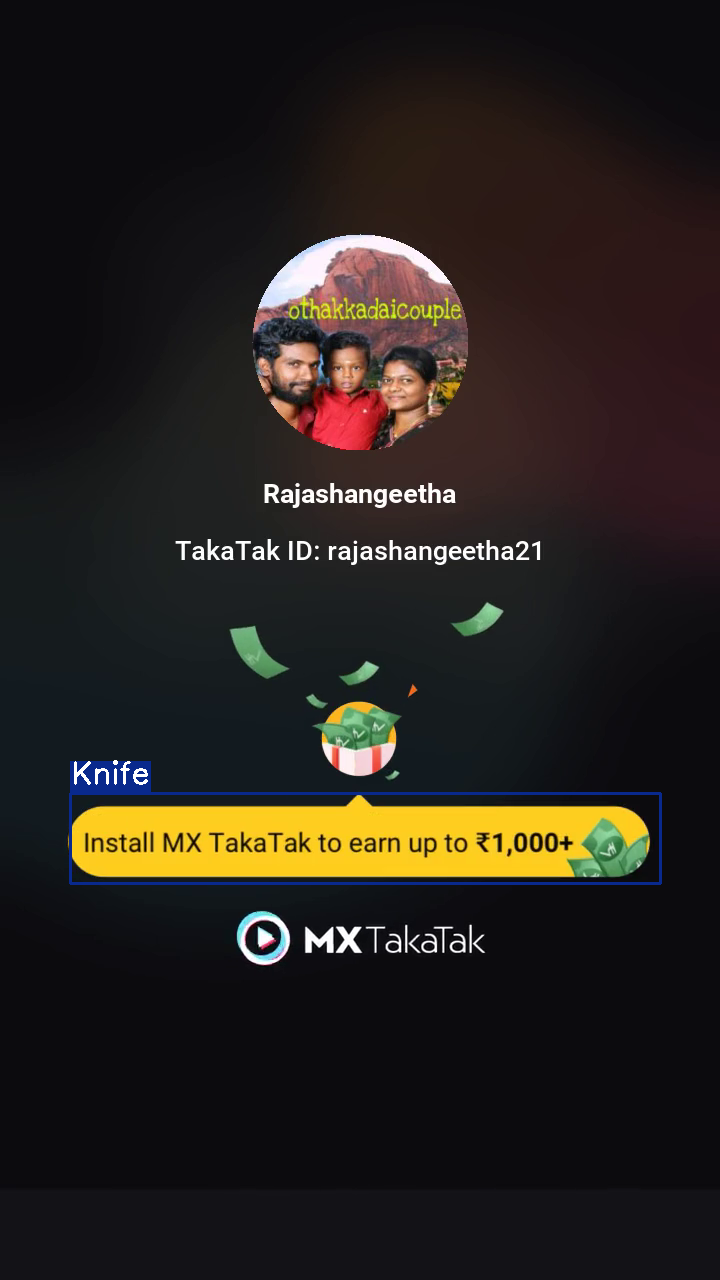 othakkadaicouple
Rajashangeetha
TakaTak ID: rajashangeetha21
Knife
Install MX TakaTak to earn up to ₹1,000+
MX TakaTak